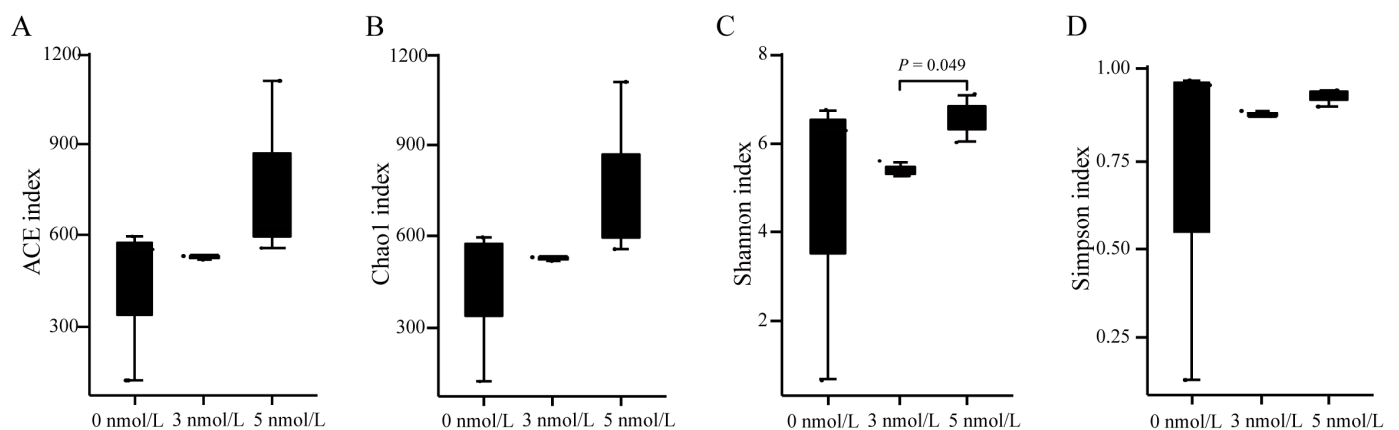 A
ACE index
1200
900
600
300
0 nmol/L 3 nmol/L 5 nmol/L
B
Chao1 index
1200
900
600
300
0 nmol/L 3 nmol/L 5 nmol/L
C
Shannon index
8
6
4
2
P = 0.049
0 nmol/L 3 nmol/L 5 nmol/L
D
Simpson index
1.00
0.75
0.50
0.25
0 nmol/L 3 nmol/L 5 nmol/L